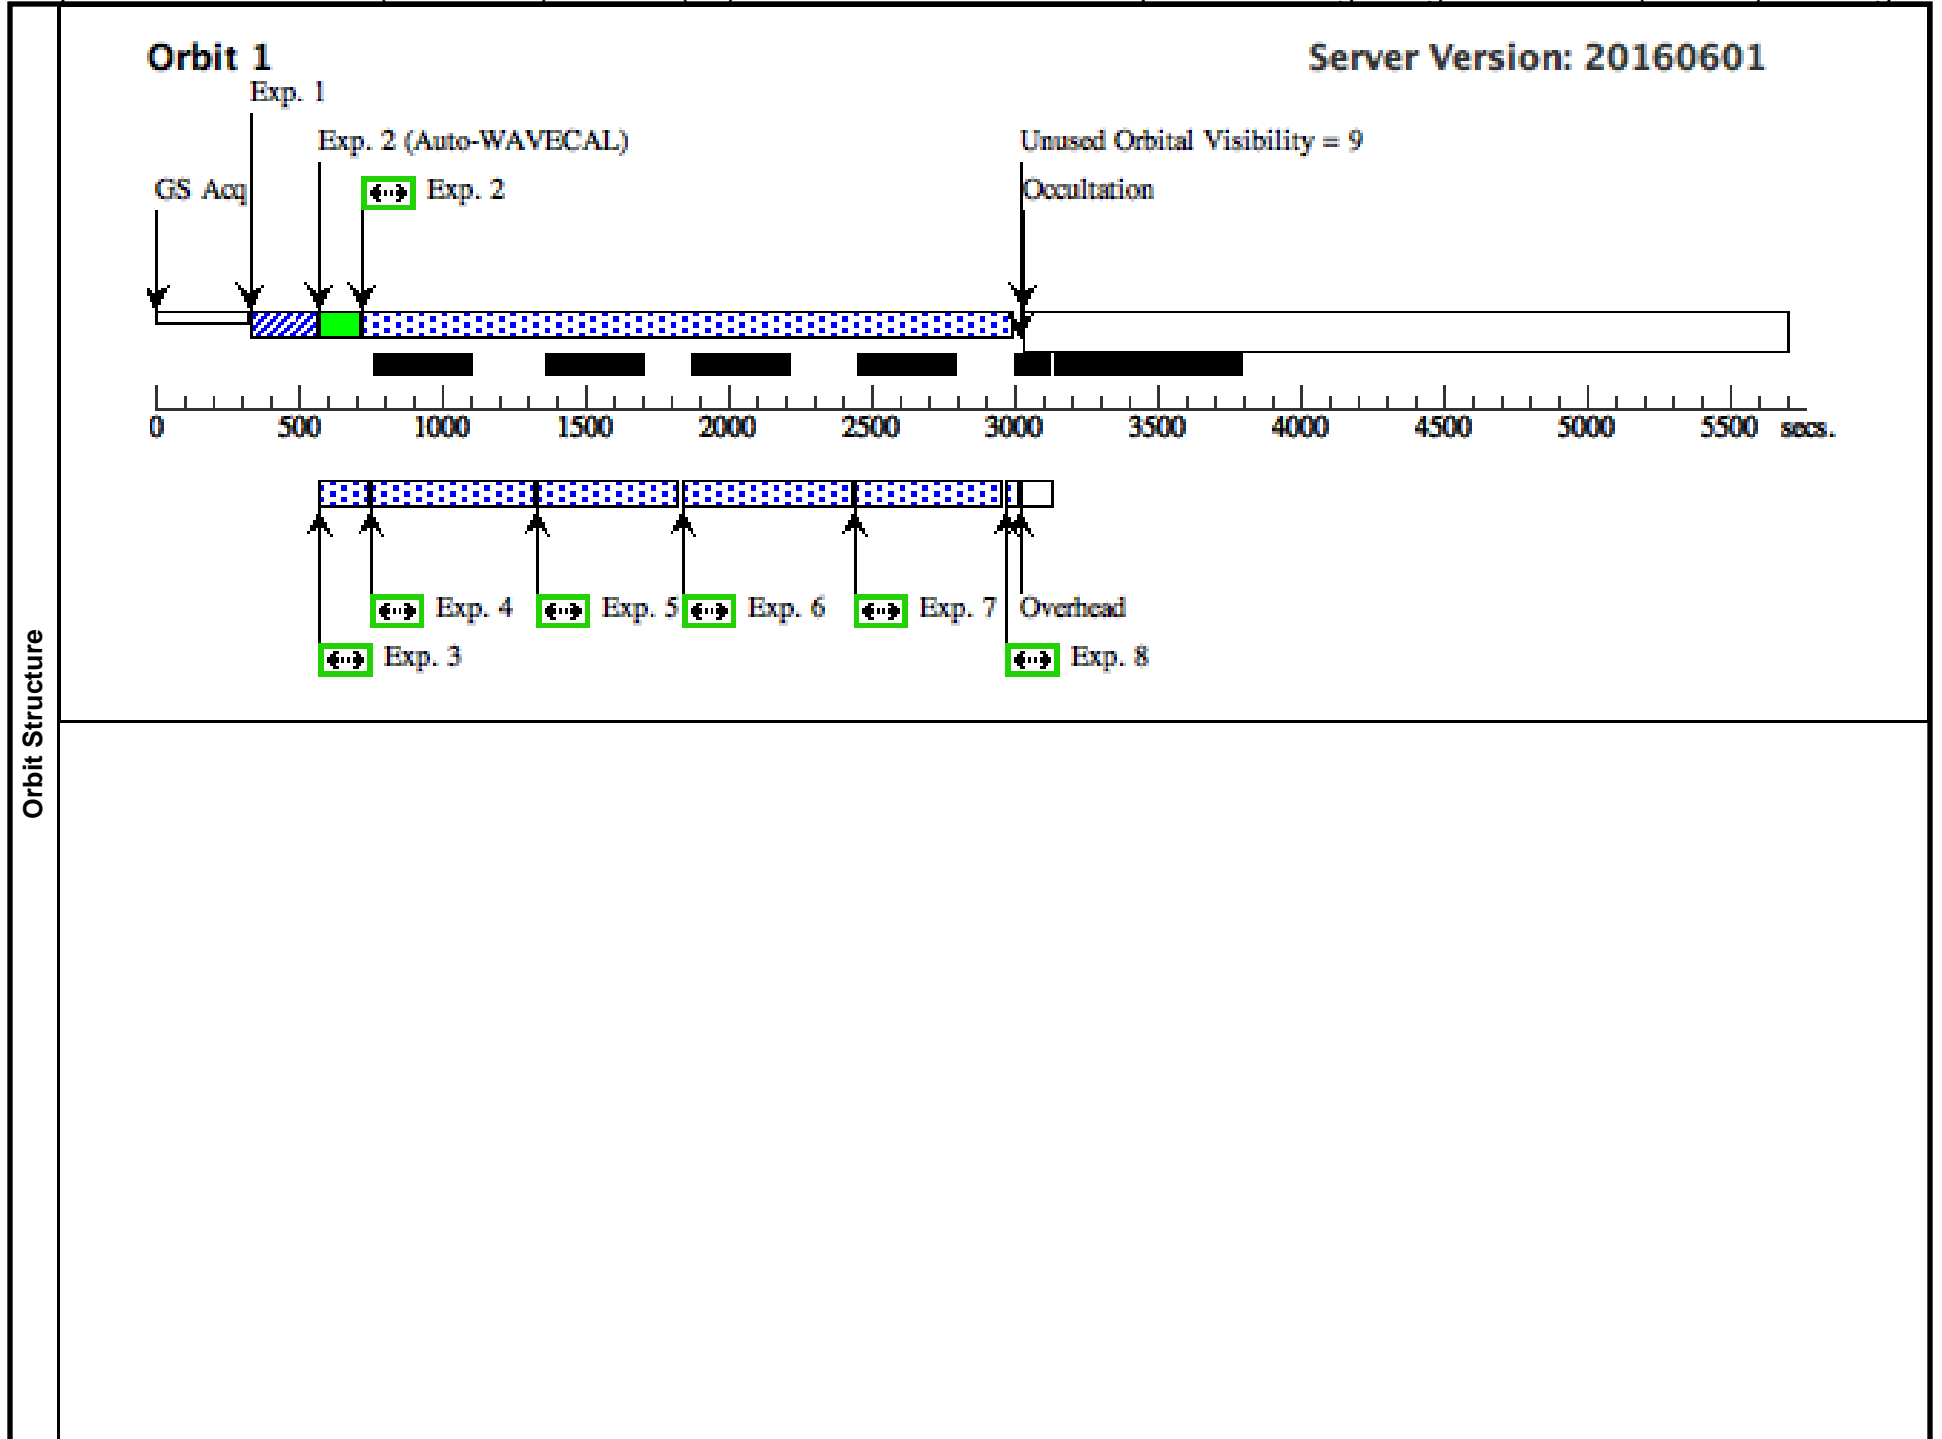 Orbit 1
Server Version: 20160601
Exp. 1
Exp. 2 (Auto-WAVECAL)
Unused Orbital Visibility = 9
GS Acq
Exp. 2
Occultation
0 500 1000 1500 2000 2500 3000 3500 4000 4500 5000 5500 secs.
Exp. 4
Exp. 5
Exp. 6
Exp. 7
Overhead
Exp. 3
Exp. 8
Orbit Structure